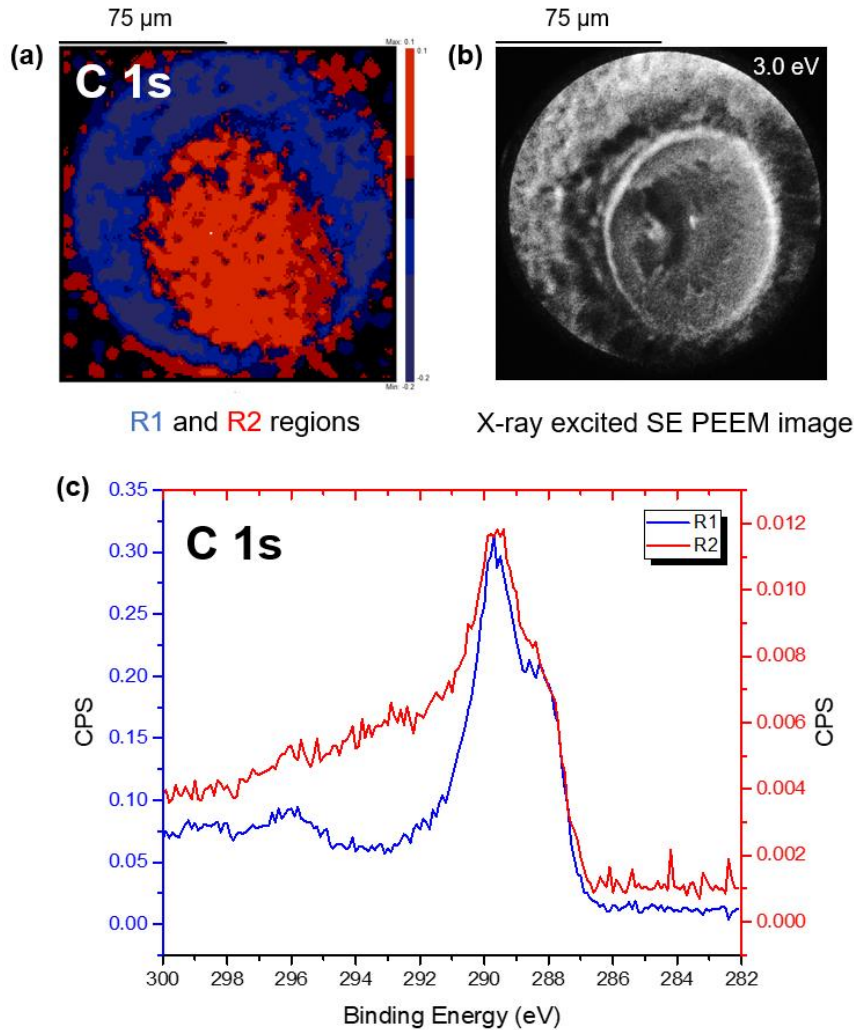 75 μm
75 μm
(a)
C 1s
Max: 0.1
0.1
-0.2
Min: -0.2
(b)
3.0 eV
R1 and R2 regions
X-ray excited SE PEEM image
(c)
C 1s
R1
R2
0.35
0.30
0.25
0.20
0.15
0.10
0.05
0.00
CPS
0.012
0.010
0.008
0.006
0.004
0.002
0.000
CPS
300
298
296
294
292
290
288
286
284
282
Binding Energy (eV)